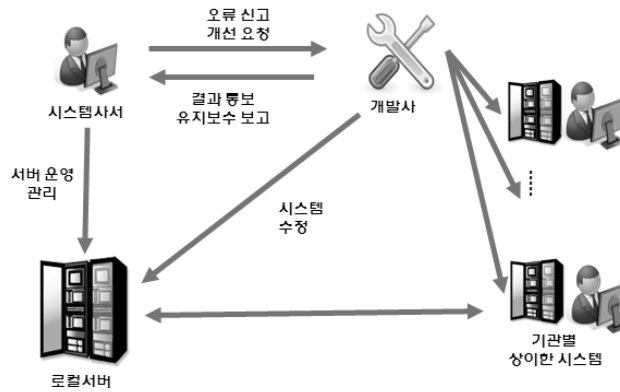 오류 신고
개선 요청
시스템사서
결과 통보
유지보수 보고
개발사
서버 운영
관리
시스템
수정
로컬서버
기관별
상이한 시스템